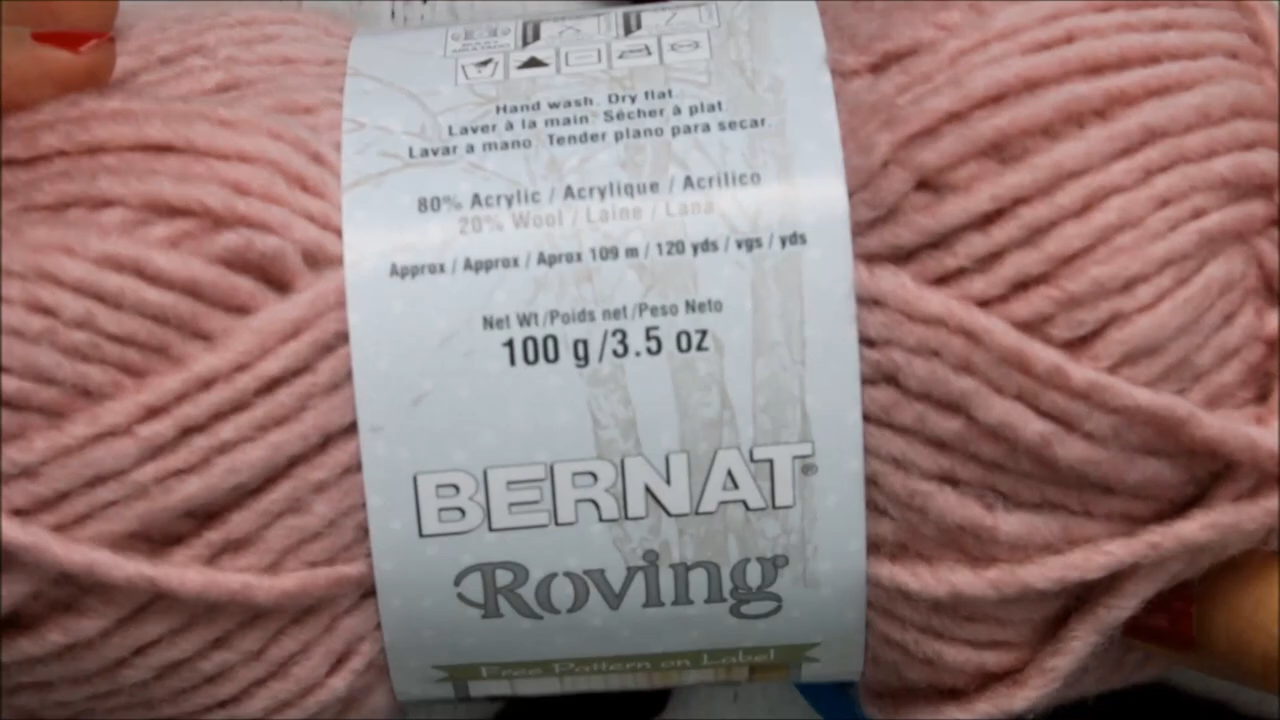 Hand wash. Dry flat.
Laver à la main. Sécher à plat
Lavar a mano. Tender plano para secar.
80% Acrylic / Acrylique / Acrilico
20% Wool / Laine / Lana
Approx / Approx / Aprox 109 m / 120 yds / vgs / yds
Net Wt/Poids net/Peso Neto
100 g/3.5 oz
BERNAT®
Roving
Free Pattern on Label